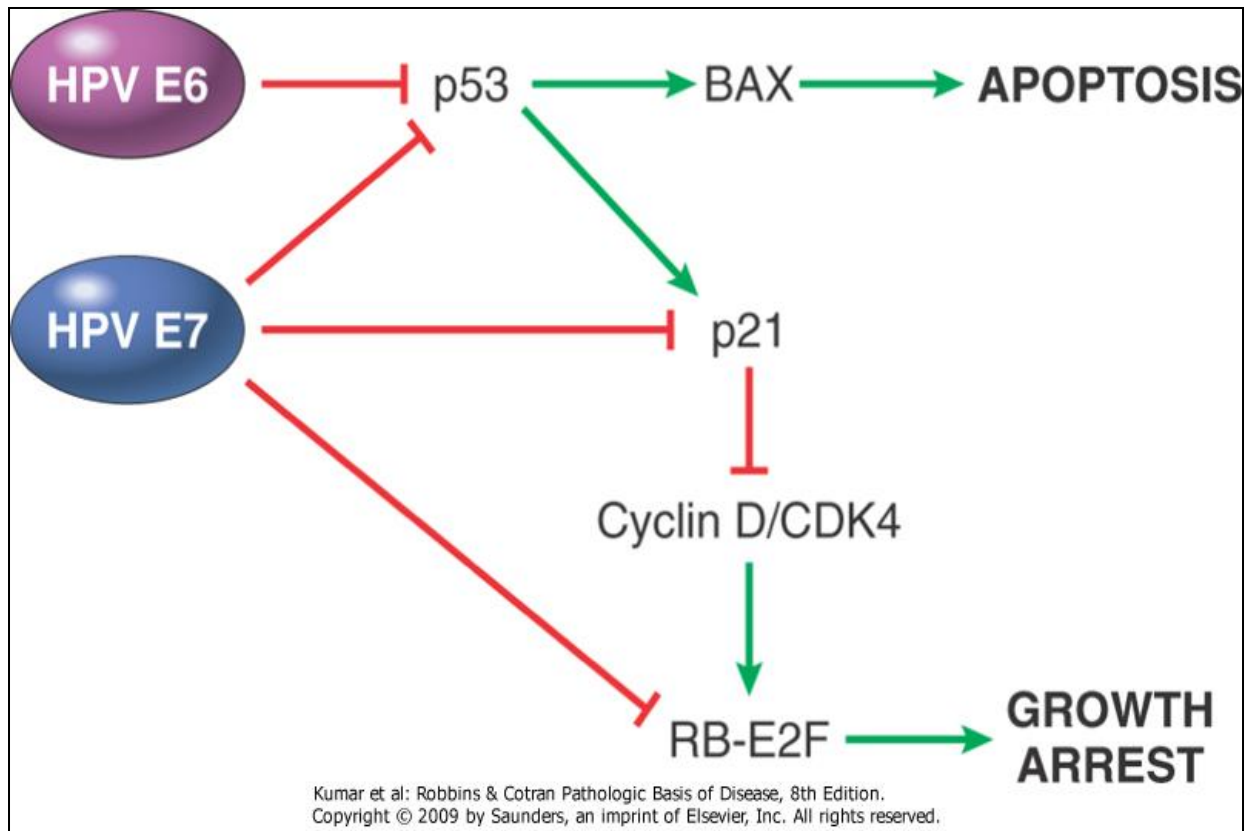 HPV E6
p53
BAX
APOPTOSIS
HPV E7
p21
Cyclin D/CDK4
RB-E2F
GROWTH
ARREST
Kumar et al: Robbins & Cotran Pathologic Basis of Disease, 8th Edition.
Copyright © 2009 by Saunders, an imprint of Elsevier, Inc. All rights reserved.